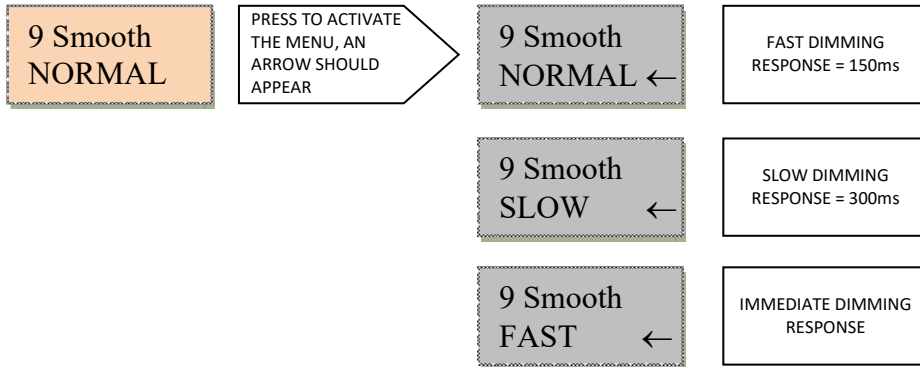 9 Smooth
NORMAL
PRESS TO ACTIVATE
THE MENU, AN
ARROW SHOULD
APPEAR
9 Smooth
NORMAL ←
FAST DIMMING
RESPONSE = 150ms
9 Smooth
SLOW ←
SLOW DIMMING
RESPONSE = 300ms
9 Smooth
FAST ←
IMMEDIATE DIMMING
RESPONSE